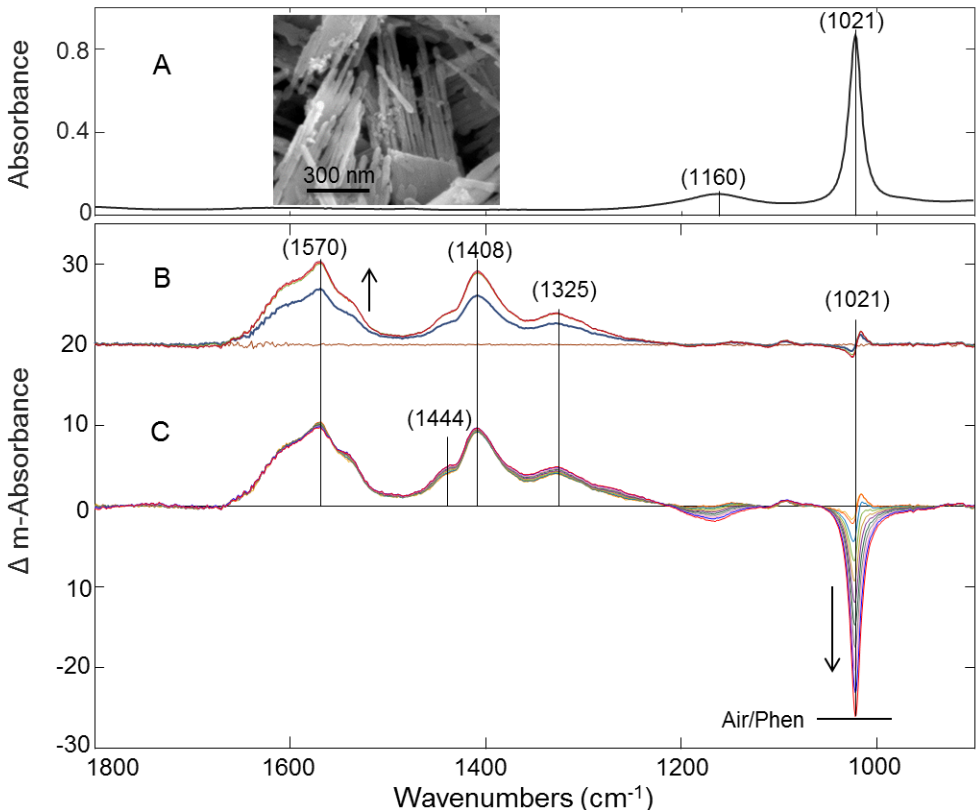 (1021)
0.8
A
Absorbance
0.4
300 nm
(1160)
0
30
(1570)
(1408)
B
(1325)
(1021)
20
10
C
(1444)
0
Δ m-Absorbance
10
-20
Air/Phen
-30
1800
1600
1400
1200
1000
Wavenumbers (cm-1)